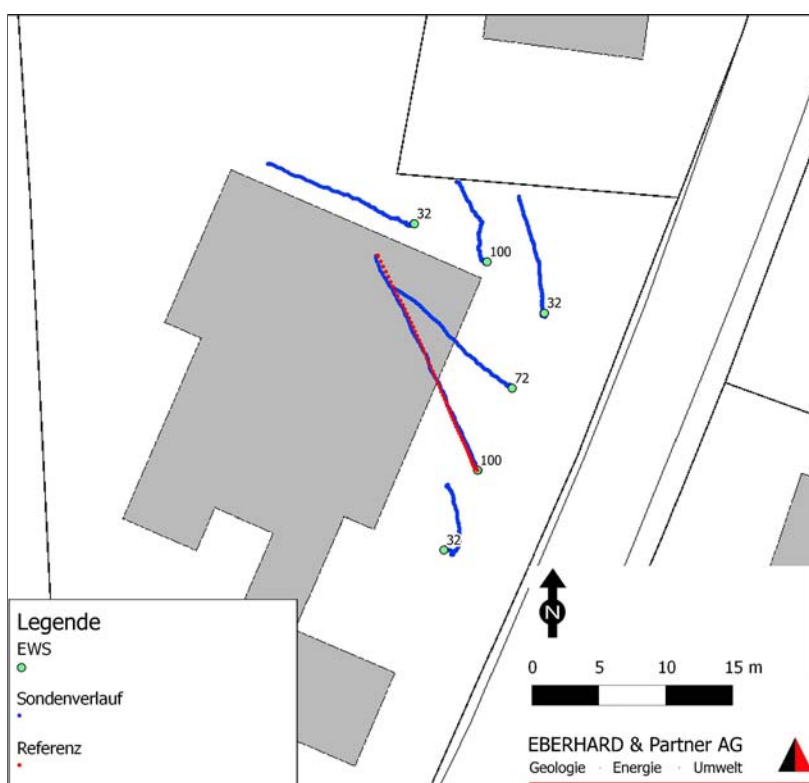 32
100
32
72
100
32
Legende
EWS
Sondenverlauf
Referenz
N
0 5 10 15 m
EBERHARD & Partner AG
Geologie · Energie · Umwelt